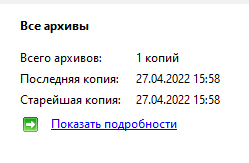 Все архивы
Всего архивов: 1 копий
Последняя копия: 27.04.2022 15:58
Старейшая копия: 27.04.2022 15:58
Показать подробности